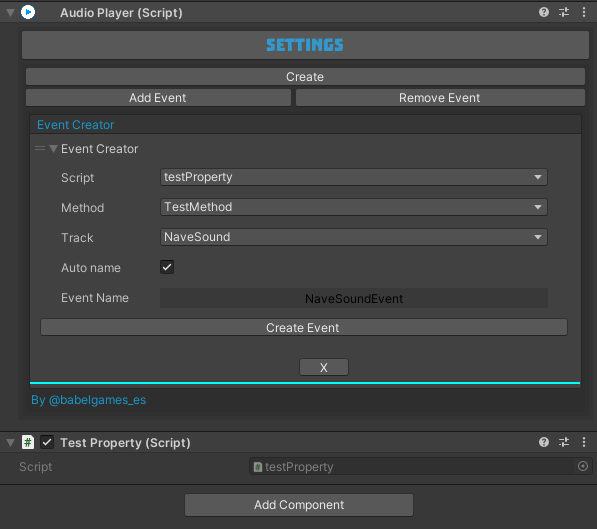 Audio Player (Script)
SETTINGS
Create
Add Event Remove Event
Event Creator
Event Creator
Script testProperty
Method TestMethod
Track NaveSound
Auto name
Event Name NaveSoundEvent
Create Event
X
By @babelgames_es
Test Property (Script)
Script testProperty
Add Component